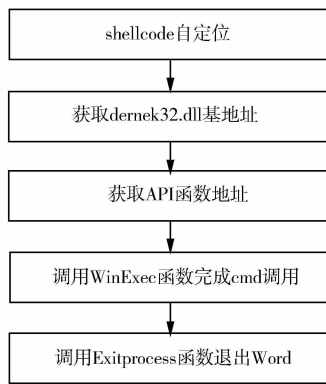 shellcode自定位
获取dernek32.dll基地址
获取API函数地址
调用WinExec函数完成cmd调用
调用Exitprocess函数退出Word